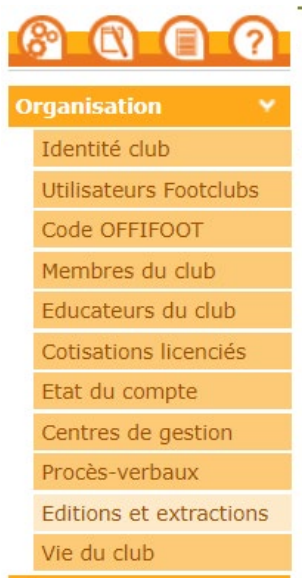 ?
Organisation
Identité club
Utilisateurs Footclubs
Code OFFIFOOT
Membres du club
Educateurs du club
Cotisations licenciés
Etat du compte
Centres de gestion
Procès-verbaux
Editions et extractions
Vie du club